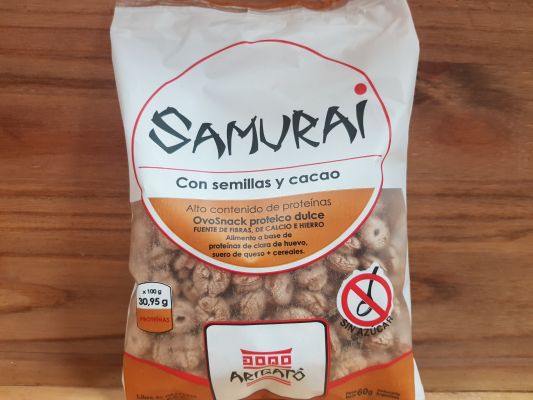 SAMURAI
Con semillas y cacao
Alto contenido de proteínas
OvoSnack proteico dulce
FUENTE DE FIBRAS, DE CALCIO E HIERRO
Alimento a base de
proteínas de clara de huevo,
suero de queso + cereales.
x 100 g
30,95 g
PROTEÍNAS
SIN AZÚCAR
ARIGATÓ
60g